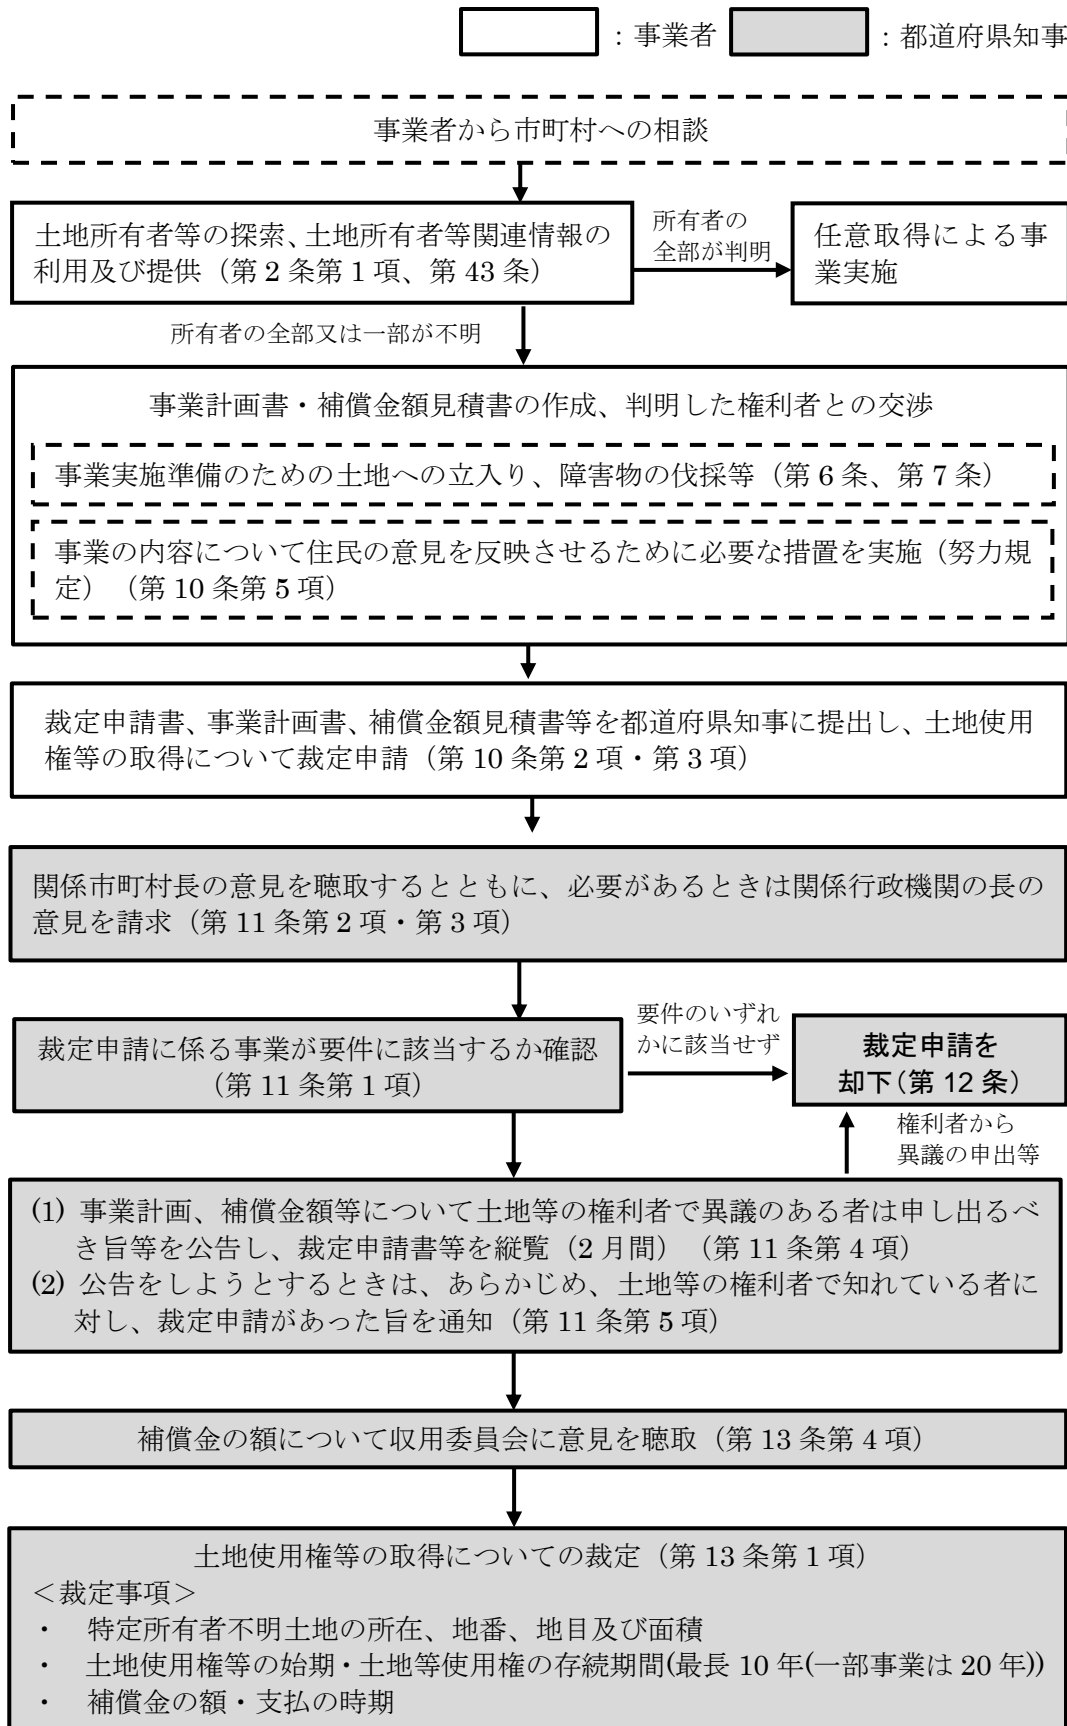 ：事業者
：都道府県知事
事業者から市町村への相談
土地所有者等の探索、土地所有者等関連情報の
利用及び提供（第 2 条第 1 項、第 43 条）
所有者の
全部が判明
任意取得による事
業実施
所有者の全部又は一部が不明
事業計画書・補償金額見積書の作成、判明した権利者との交渉
事業実施準備のための土地への立入り、障害物の伐採等（第 6 条、第 7 条）
事業の内容について住民の意見を反映させるために必要な措置を実施（努力規
定）（第 10 条第 5 項）
裁定申請書、事業計画書、補償金額見積書等を都道府県知事に提出し、土地使用
権等の取得について裁定申請（第 10 条第 2 項・第 3 項）
関係市町村長の意見を聴取するとともに、必要があるときは関係行政機関の長の
意見を請求（第 11 条第 2 項・第 3 項）
裁定申請に係る事業が要件に該当するか確認
（第 11 条第 1 項）
要件のいずれ
かに該当せず
裁定申請を
却下（第 12 条）
権利者から
異議の申出等
(1) 事業計画、補償金額等について土地等の権利者で異議のある者は申し出るべ
き旨等を公告し、裁定申請書等を縦覧（2 月間）（第 11 条第 4 項）
(2) 公告をしようとするときは、あらかじめ、土地等の権利者で知れている者に
対し、裁定申請があった旨を通知（第 11 条第 5 項）
補償金の額について収用委員会に意見を聴取（第 13 条第 4 項）
土地使用権等の取得についての裁定（第 13 条第 1 項）
＜裁定事項＞
・ 特定所有者不明土地の所在、地番、地目及び面積
・ 土地使用権等の始期・土地等使用権の存続期間(最長 10 年(一部事業は 20 年))
・ 補償金の額・支払の時期